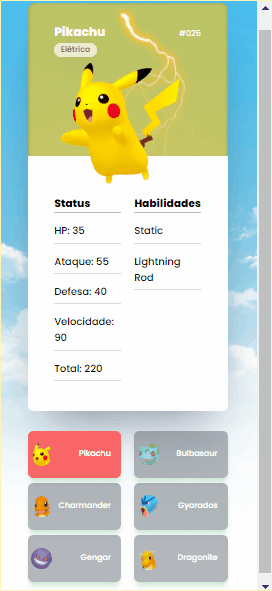 Pikachu #025
Elétrico
Status Habilidades
HP: 35 Static
Ataque: 55 Lightning
Rod
Defesa: 40
Velocidade:
90
Total: 220
Pikachu Bulbasaur
Charmander Gyarados
Gengar Dragonite